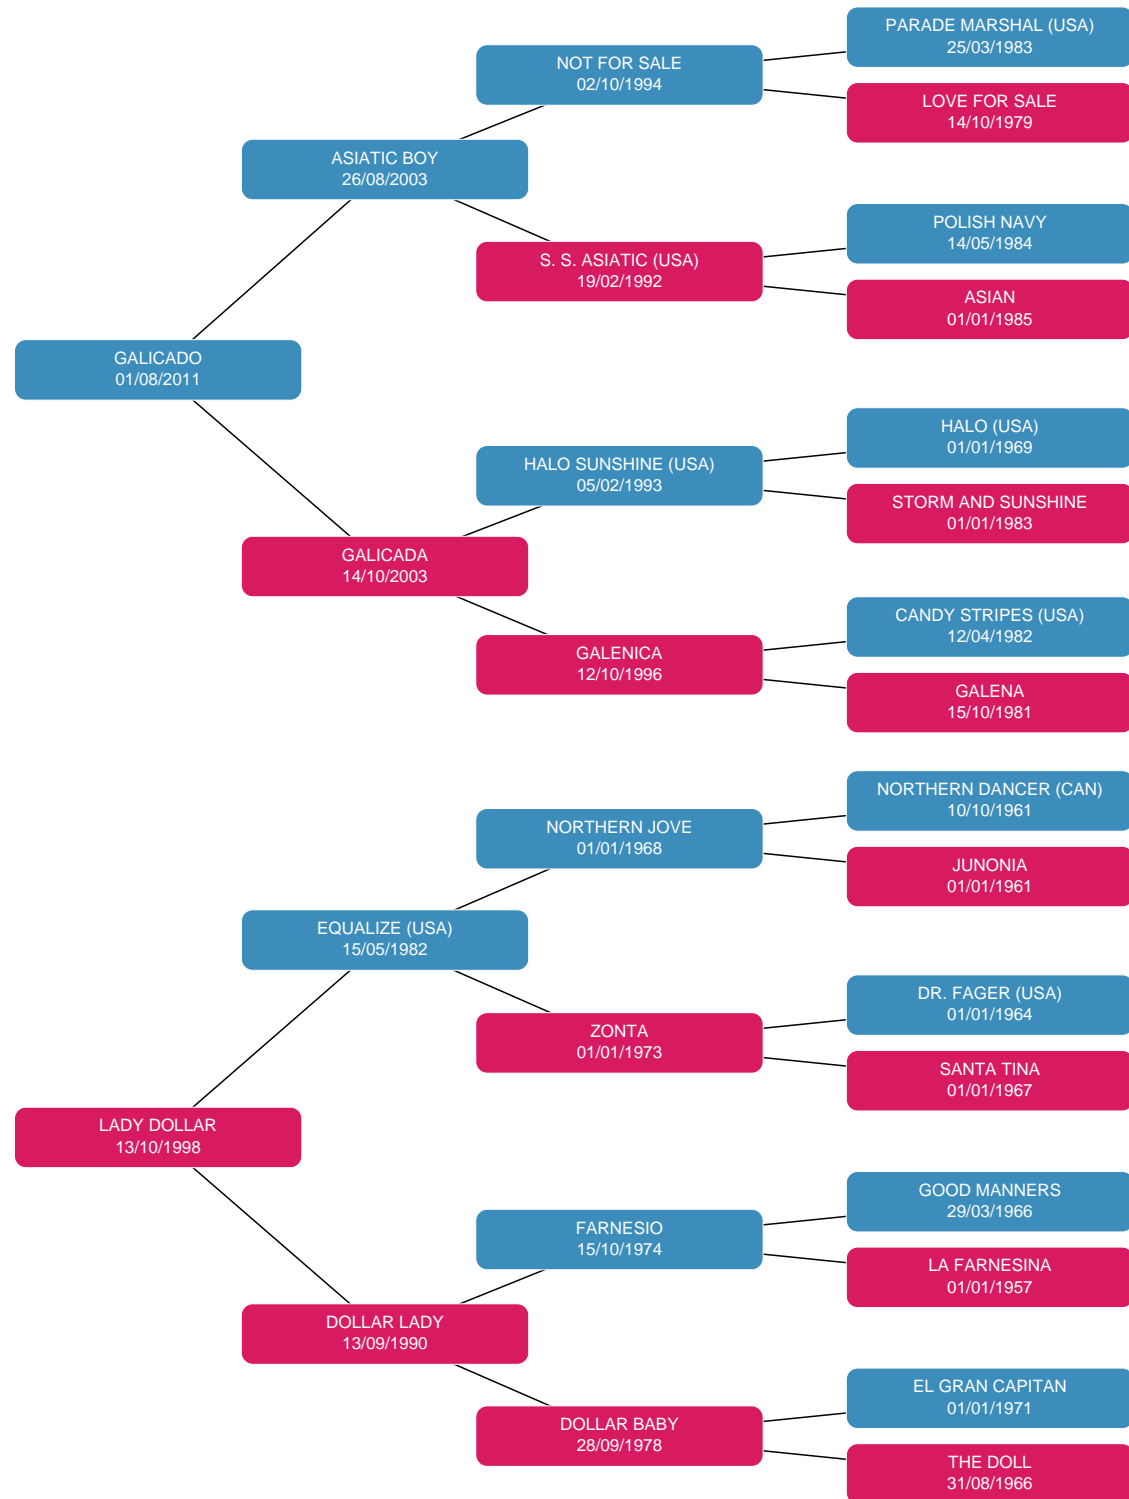 PARADE MARSHAL (USA)
25/03/1983
NOT FOR SALE
02/10/1994
LOVE FOR SALE
14/10/1979
ASIATIC BOY
26/08/2003
POLISH NAVY
14/05/1984
S. S. ASIATIC (USA)
19/02/1992
ASIAN
01/01/1985
GALICADO
01/08/2011
HALO (USA)
01/01/1969
HALO SUNSHINE (USA)
05/02/1993
STORM AND SUNSHINE
01/01/1983
GALICADA
14/10/2003
CANDY STRIPES (USA)
12/04/1982
GALENICA
12/10/1996
GALENA
15/10/1981
NORTHERN DANCER (CAN)
10/10/1961
NORTHERN JOVE
01/01/1968
JUNONIA
01/01/1961
EQUALIZE (USA)
15/05/1982
DR. FAGER (USA)
01/01/1964
ZONTA
01/01/1973
SANTA TINA
01/01/1967
LADY DOLLAR
13/10/1998
GOOD MANNERS
29/03/1966
FARNESIO
15/10/1974
LA FARNESINA
01/01/1957
DOLLAR LADY
13/09/1990
EL GRAN CAPITAN
01/01/1971
DOLLAR BABY
28/09/1978
THE DOLL
31/08/1966